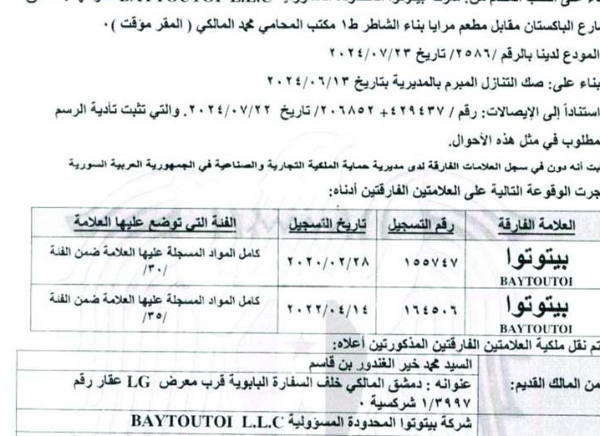 BAYTOUTOI L.L.C
شارع الباكستان مقابل مطعم مرايا بناء الشاطر ط١ مكتب المحامي محمد المالكي ( المقر مؤقت ) ٠
المودع لدينا بالرقم /٢٥٨٦/ تاريخ ٢٠٢٤/٠٧/٢٣
بناء على: صك التنازل المبرم بالمديرية بتاريخ ٢٠٢٤/٠٦/١٣
استناداً إلى الإيصالات: رقم / ٤٢٩٤٣٧+ ٢٠٦٨٥٢/ تاريخ ٢٠٢٤/٠٧/٢٢. والتي تثبت تأدية الرسم
مطلوب في مثل هذه الأحوال.
بت أنه دون في سجل العلامات الفارقة لدى مديرية حماية الملكية التجارية والصناعية في الجمهورية العربية السورية
جرت الوقوعة التالية على العلامتين الفارقتين أدناه:
العلامة الفارقة رقم التسجيل تاريخ التسجيل الفئة التي توضع عليها العلامة
بيتوتوا
BAYTOUTOI
١٥٥٧٤٧ ٢٠٢٠/٠٢/٢٨ كامل المواد المسجلة عليها العلامة ضمن الفئة
/٣٠/
بيتوتوا
BAYTOUTOI
١٦٤٥٠٦ ٢٠٢٢/٠٤/١٤ كامل المواد المسجلة عليها العلامة ضمن الفئة
/٣٥/
تم نقل ملكية العلامتين الفارقتين المذكورتين أعلاه:
من المالك القديم: السيد محمد خير الغندور بن قاسم
عنوانه : دمشق المالكي خلف السفارة البابوية قرب معرض LG عقار رقم
١/٣٩٩٧ شركسية ٠
شركة بيتوتوا المحدودة المسؤولية BAYTOUTOI L.L.C